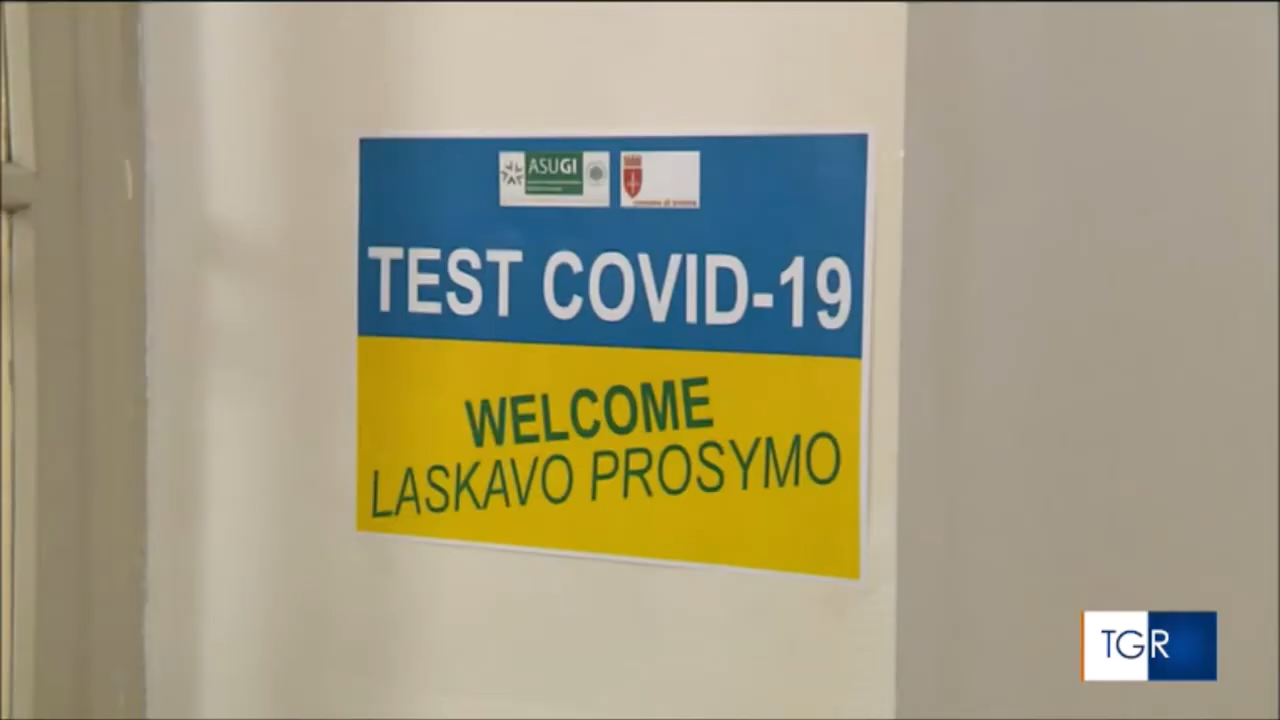 ASUGI
TEST COVID-19
WELCOME
LASKAVO PROSYMO
TGR